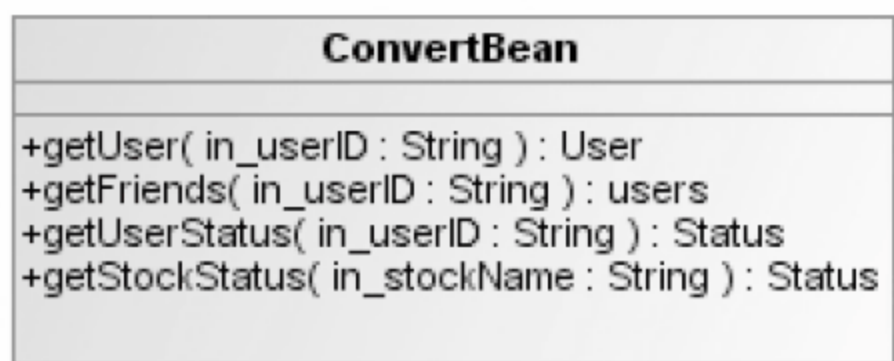 ConvertBean
+getUser( in_userID : String ) : User
+getFriends( in_userID : String ) : users
+getUserStatus( in_userID : String ) : Status
+getStockStatus( in_stockName : String ) : Status